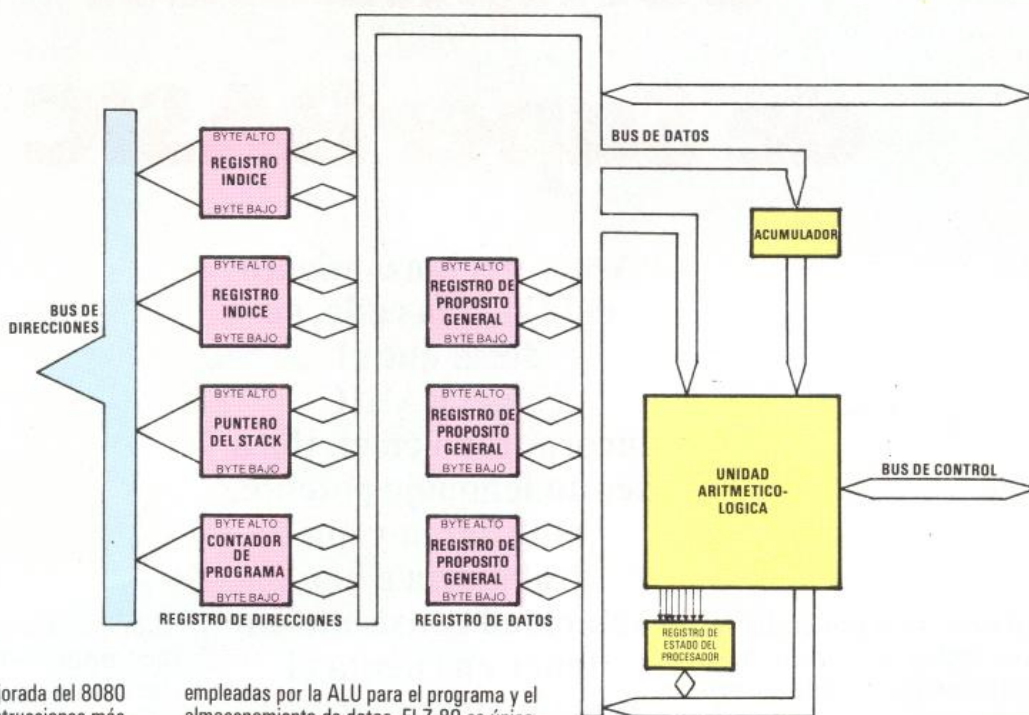 BUS DE DATOS
BYTE ALTO
REGISTRO
INDICE
BYTE BAJO
ACUMULADOR
BYTE ALTO
REGISTRO
INDICE
BYTE BAJO
BYTE ALTO
REGISTRO DE
PROPOSITO
GENERAL
BYTE BAJO
BUS DE
DIRECCIONES
BYTE ALTO
PUNTERO
DEL STACK
BYTE BAJO
BYTE ALTO
REGISTRO DE
PROPOSITO
GENERAL
BYTE BAJO
UNIDAD
ARITMETICO-
LOGICA
BUS DE CONTROL
BYTE ALTO
CONTADOR
DE
PROGRAMA
BYTE BAJO
BYTE ALTO
REGISTRO DE
PROPOSITO
GENERAL
BYTE BAJO
REGISTRO DE DIRECCIONES
REGISTRO DE DATOS
REGISTRO DE
ESTADO DEL
PROCESADOR
jorada del 8080
empleadas por la ALU para el programa y el